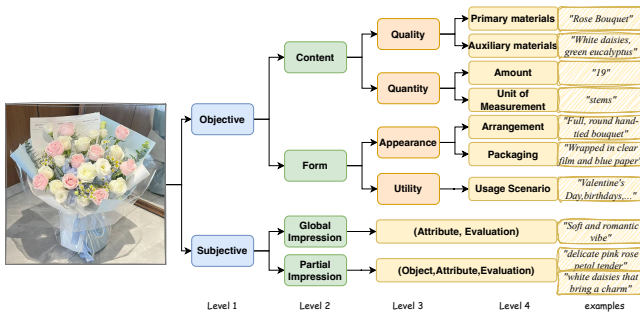 Objective
Subjective
Content
Form
Global
Impression
Partial
Impression
Quality
Quantity
Appearance
Utility
Primary materials
Auxiliary materials
Amount
Unit of
Measurement
Arrangement
Packaging
Usage Scenario
(Attribute, Evaluation)
(Object,Attribute,Evaluation)
"Rose Bouquet"
"White daisies,
green eucalyptus"
"19"
"stems"
"Full, round hand-
tied bouquet"
"Wrapped in clear
film and blue paper"
"Valentine's
Day,birthdays,..."
"Soft and romantic
vibe"
"delicate pink rose
petal tender"
"white daisies that
bring a charm"
Level 1
Level 2
Level 3
Level 4
examples